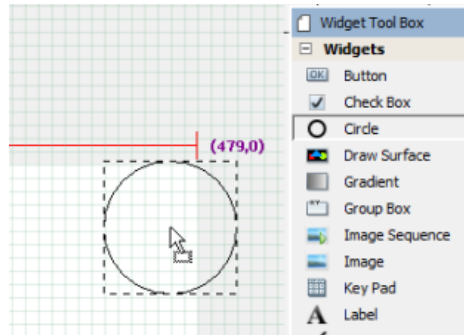 Widget Tool Box
Widgets
OK Button
Check Box
Circle
(479,0)
Draw Surface
Gradient
Group Box
Image Sequence
Image
Key Pad
A Label